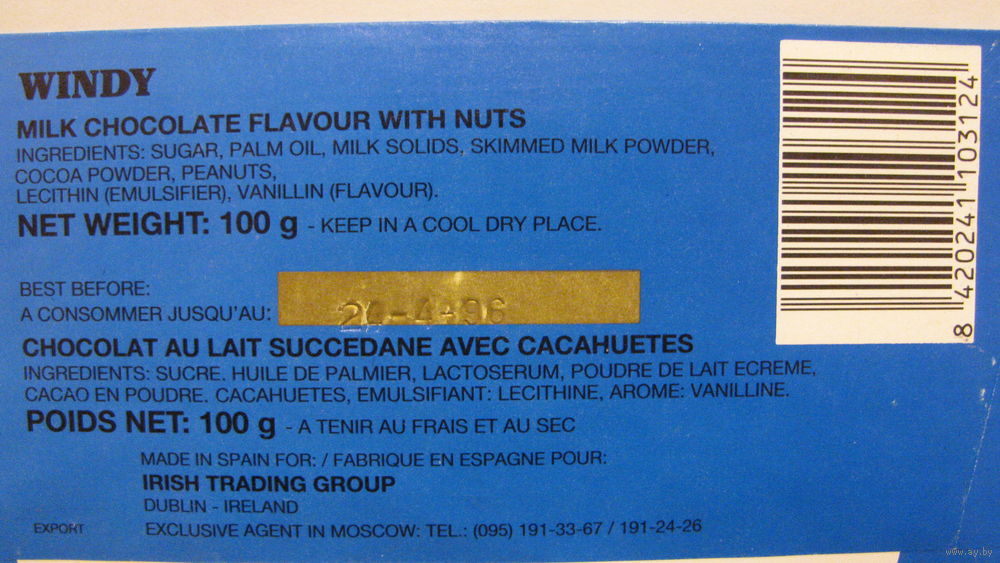 WINDY
MILK CHOCOLATE FLAVOUR WITH NUTS
INGREDIENTS: SUGAR, PALM OIL, MILK SOLIDS, SKIMMED MILK POWDER,
COCOA POWDER, PEANUTS,
LECITHIN (EMULSIFIER), VANILLIN (FLAVOUR).
NET WEIGHT: 100 g - KEEP IN A COOL DRY PLACE.
BEST BEFORE:
A CONSOMMER JUSQU'AU:
CHOCOLAT AU LAIT SUCCEDANE AVEC CACAHUETES
INGREDIENTS: SUCRE. HUILE DE PALMIER, LACTOSERUM, POUDRE DE LAIT ECREME,
CACAO EN POUDRE. CACAHUETES, EMULSIFIANT: LECITHINE, AROME: VANILLINE.
POIDS NET: 100 g - A TENIR AU FRAIS ET AU SEC
MADE IN SPAIN FOR: / FABRIQUE EN ESPAGNE POUR:
IRISH TRADING GROUP
DUBLIN - IRELAND
EXPORT EXCLUSIVE AGENT IN MOSCOW: TEL.: (095) 191-33-67 / 191-24-26
8 420241 103124
www.ay.by